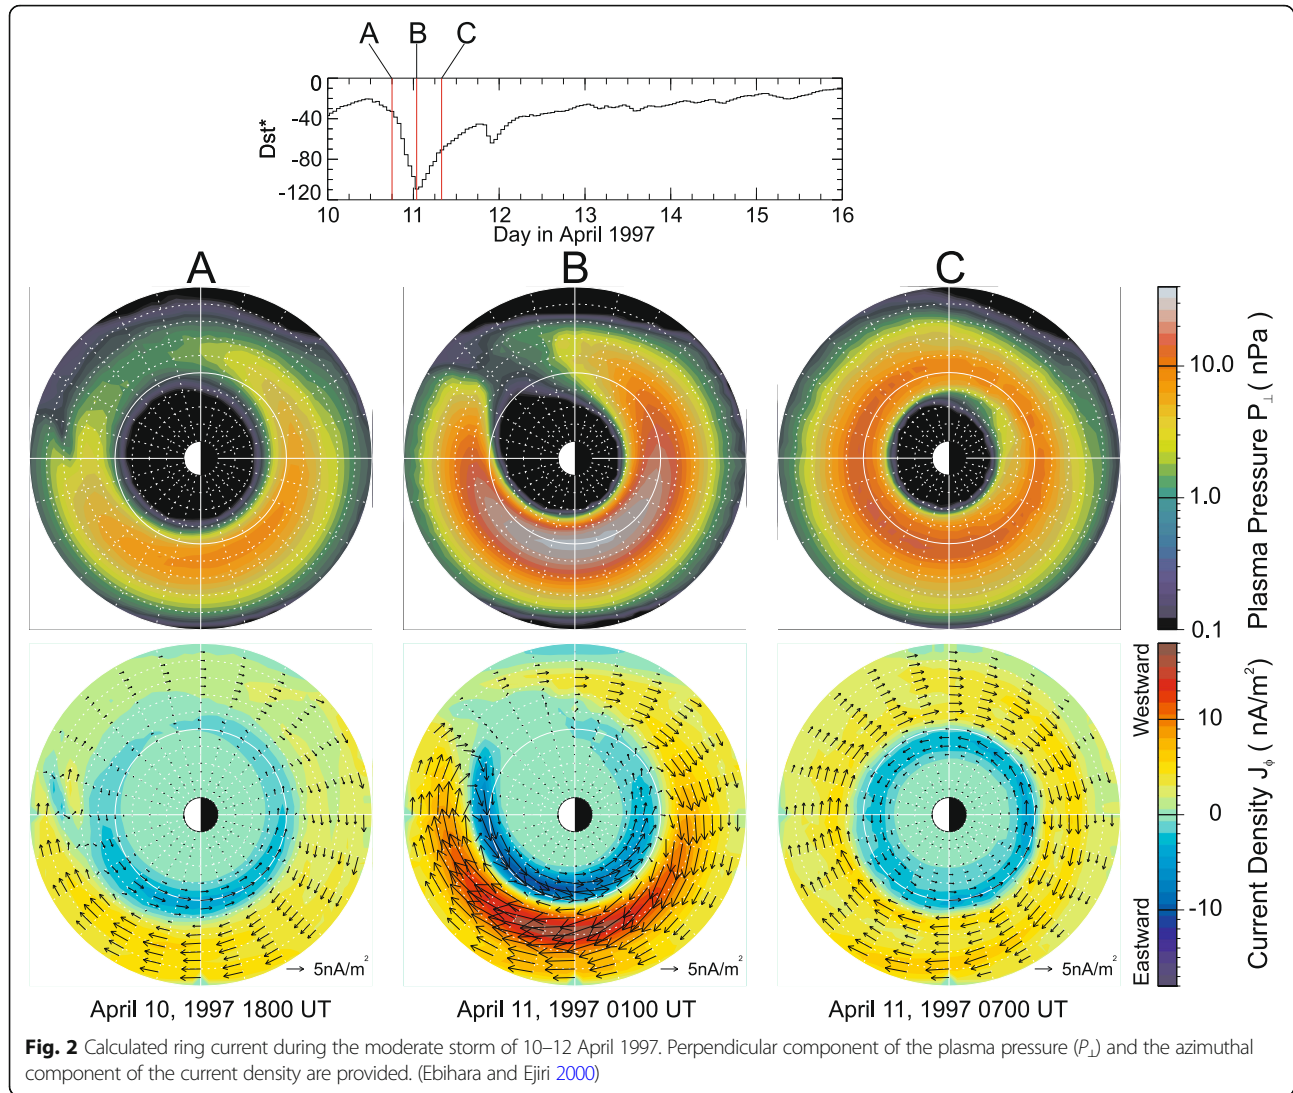 A B C
0
-40
-80
-120
Dst*
10 11 12 13 14 15 16
Day in April 1997
A B C
10.0
1.0
0.1
Plasma Pressure P⊥ ( nPa )
Westward
10
0
-10
Eastward
Current Density Jϕ ( nA/m²)
5nA/m² 5nA/m² 5nA/m²
April 10, 1997 1800 UT April 11, 1997 0100 UT April 11, 1997 0700 UT
Fig. 2 Calculated ring current during the moderate storm of 10–12 April 1997. Perpendicular component of the plasma pressure (P⊥) and the azimuthal
component of the current density are provided. (Ebihara and Ejiri 2000)